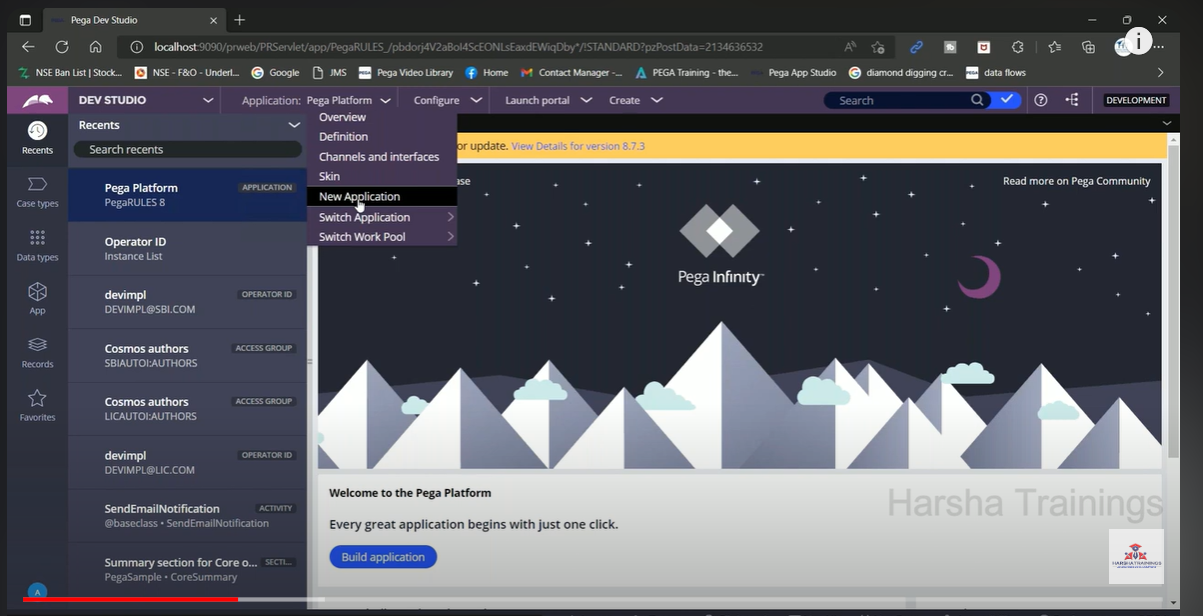 Pega Dev Studio
localhost:9090/prweb/PRServlet/app/PegaRULES_/pbdorj4V2aBol4ScEONLsEaxdEWiqDby*/!STANDARD?pzPostData=2134636532
NSE Ban List | Stock...
NSE - F&O - Underl...
Google
JMS
Pega Video Library
Home
Contact Manager -...
PEGA Training - the...
Pega App Studio
diamond digging cr...
data flows
DEV STUDIO
Application: Pega Platform
Configure
Launch portal
Create
Search
DEVELOPMENT
Recents
Case types
Data types
App
Records
Favorites
A
Recents
Search recents
Pega Platform APPLICATION
PegaRULES 8
Operator ID
Instance List
devimpl OPERATOR ID
DEVIMPL@SBI.COM
Cosmos authors ACCESS GROUP
SBIAUTOI:AUTHORS
Cosmos authors ACCESS GROUP
LICAUTOI:AUTHORS
devimpl OPERATOR ID
DEVIMPL@LIC.COM
SendEmailNotification ACTIVITY
@baseclass • SendEmailNotification
Summary section for Core o... SECTI...
PegaSample • CoreSummary
Overview
Definition
Channels and interfaces
Skin
New Application
Switch Application
Switch Work Pool
or update. View Details for version 8.7.3
ase
Read more on Pega Community
Pega Infinity™
Welcome to the Pega Platform
Every great application begins with just one click.
Build application
Harsha Trainings
HARSHATRAININGS